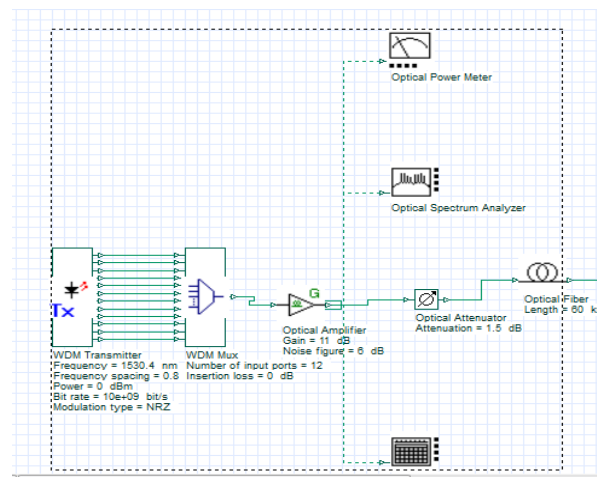 Optical Power Meter
Optical Spectrum Analyzer
G
Tx
Optical Fiber
Length = 60 k
Optical Attenuator
Attenuation = 1.5 dB
Optical Amplifier
Gain = 11 dB
Noise figure = 6 dB
WDM Transmitter
Frequency = 1530.4 nm
Frequency spacing = 0.8
Power = 0 dBm
Bit rate = 10e+09 bit/s
Modulation type = NRZ
WDM Mux
Number of input ports = 12
Insertion loss = 0 dB